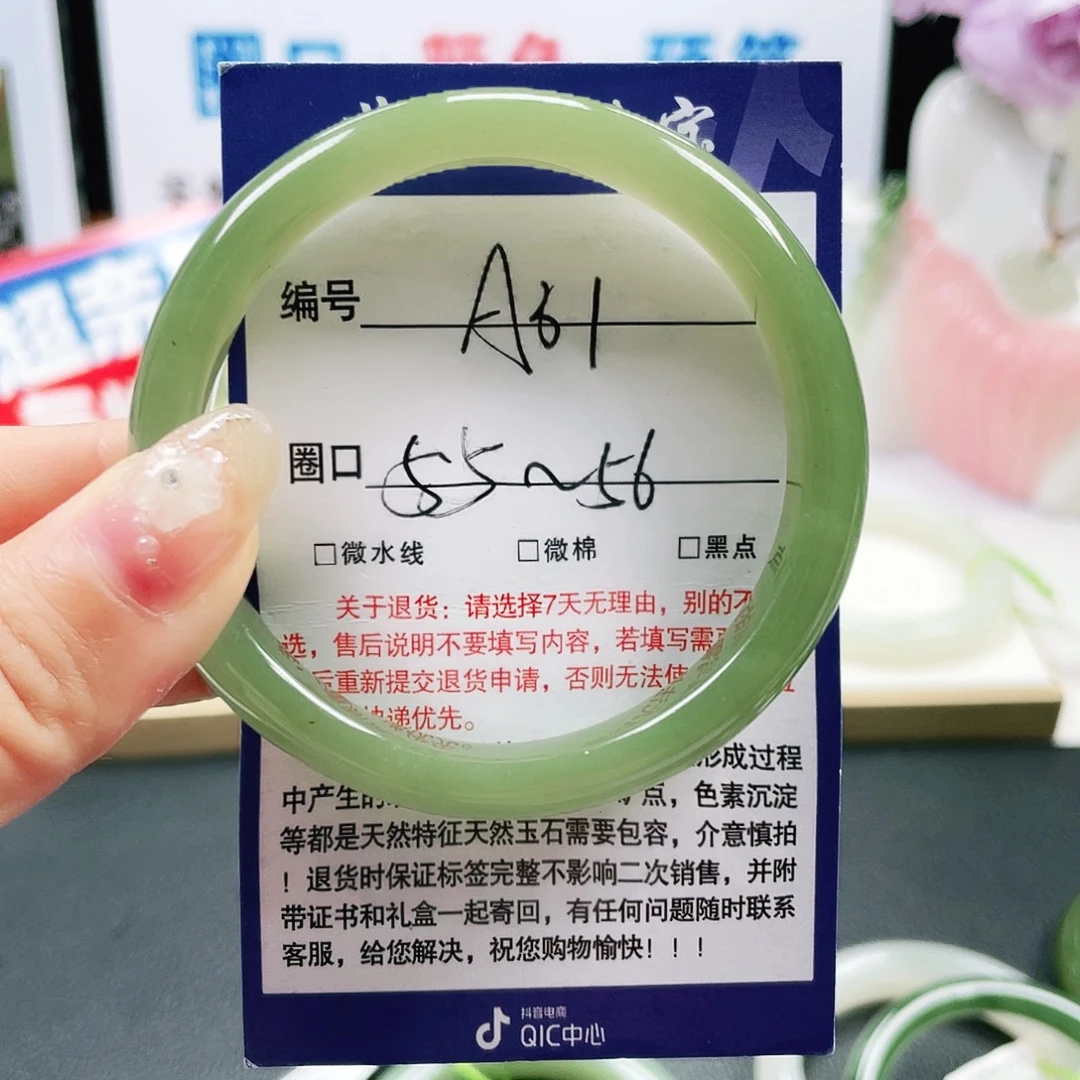 圈口
编号 A61
圈口 55~56
□微水线 □微棉 □黑点
关于退货：请选择7天无理由，别的不
选，售后说明不要填写内容，若填写需
后重新提交退货申请，否则无法使
快递优先。
形成过程
中产生的 点，色素沉淀
等都是天然特征天然玉石需要包容，介意慎拍
！退货时保证标签完整不影响二次销售，并附
带证书和礼盒一起寄回，有任何问题随时联系
客服，给您解决，祝您购物愉快！！！
抖音电商
QIC中心